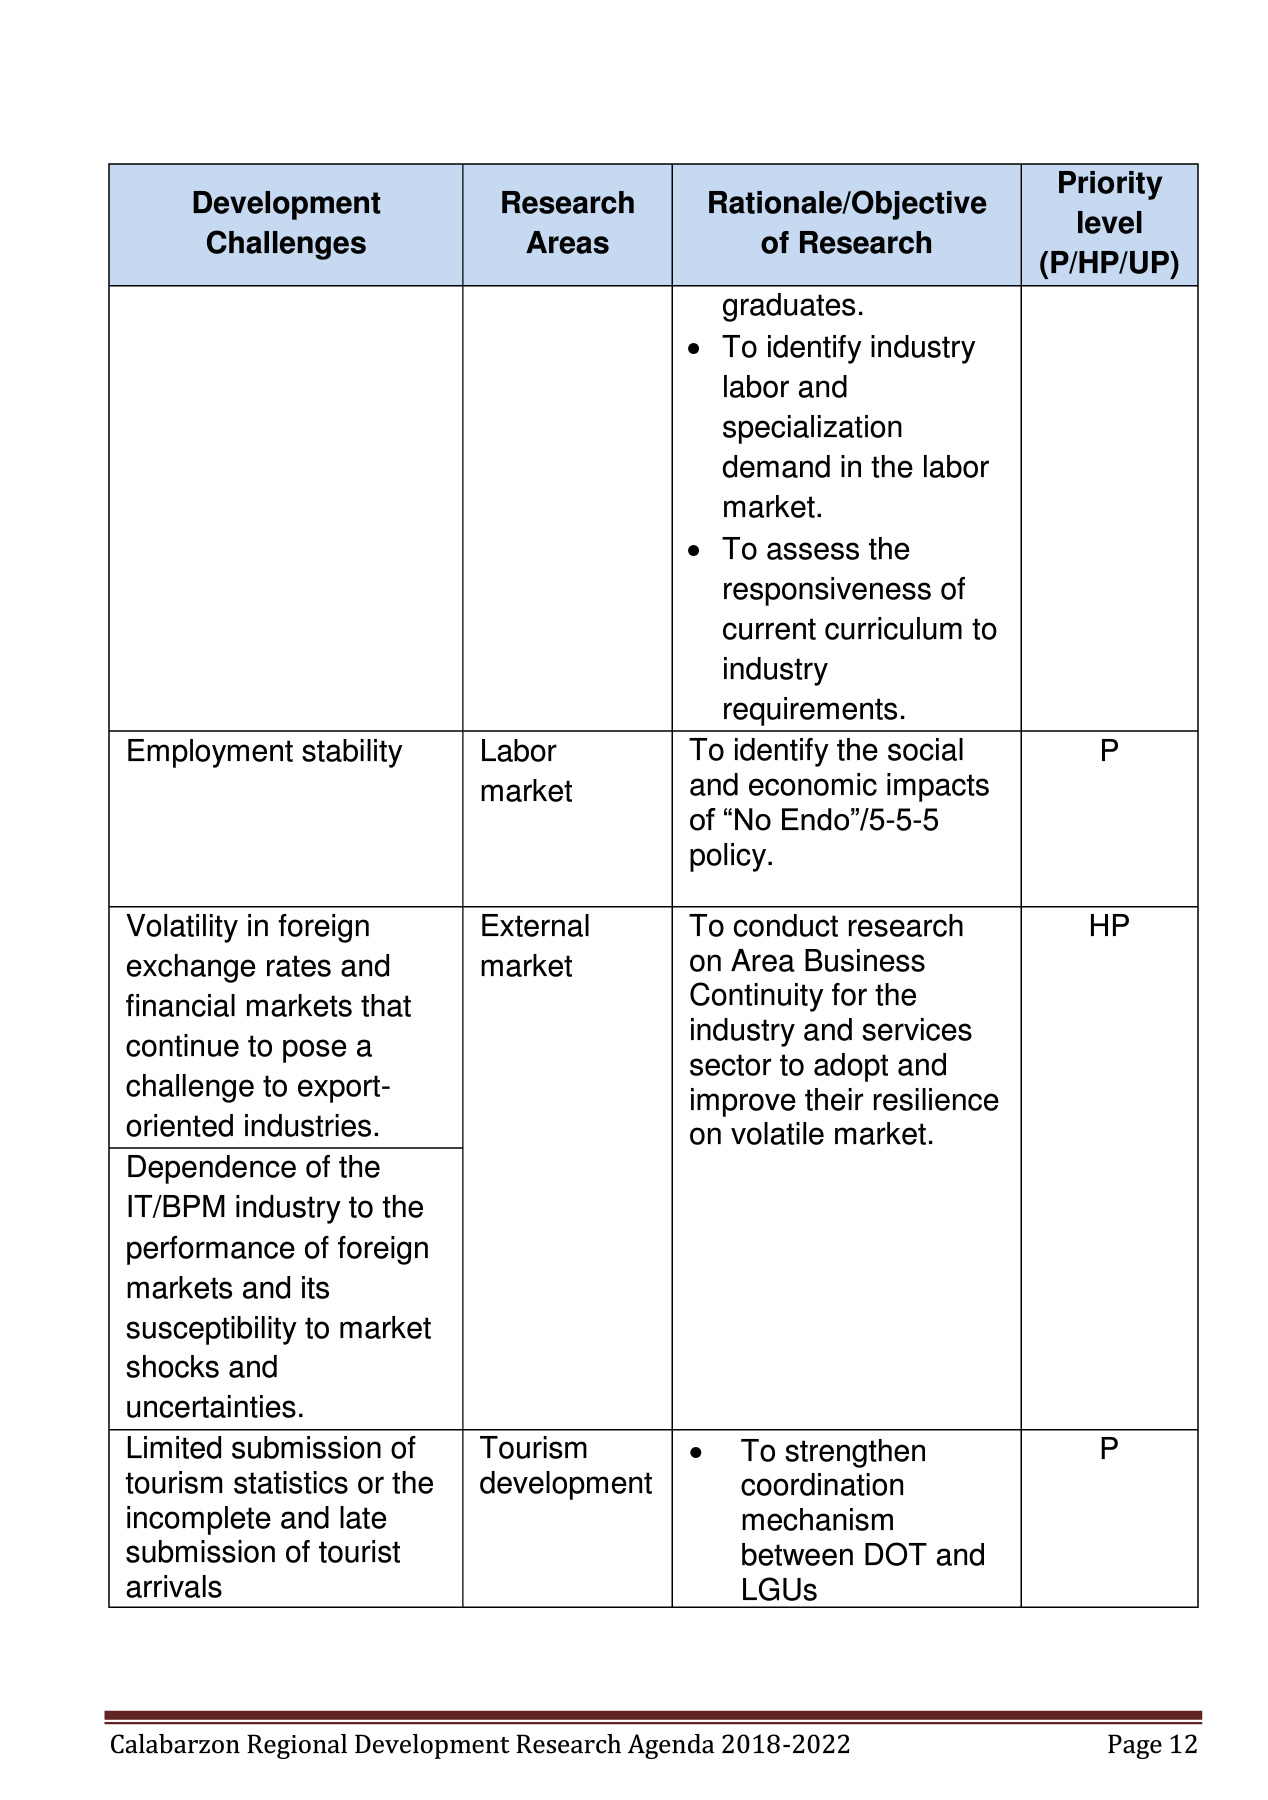 Development
Challenges
Research
Areas
Rationale/Objective
of Research
Priority
level
(P/HP/UP)
graduates.
• To identify industry
labor and
specialization
demand in the labor
market.
• To assess the
responsiveness of
current curriculum to
industry
requirements.
Employment stability
Labor
market
To identify the social
and economic impacts
of “No Endo”/5-5-5
policy.
P
Volatility in foreign
exchange rates and
financial markets that
continue to pose a
challenge to export-
oriented industries.
External
market
To conduct research
on Area Business
Continuity for the
industry and services
sector to adopt and
improve their resilience
on volatile market.
HP
Dependence of the
IT/BPM industry to the
performance of foreign
markets and its
susceptibility to market
shocks and
uncertainties.
Limited submission of
tourism statistics or the
incomplete and late
submission of tourist
arrivals
Tourism
development
• To strengthen
coordination
mechanism
between DOT and
LGUs
P
Calabarzon Regional Development Research Agenda 2018-2022
Page 12